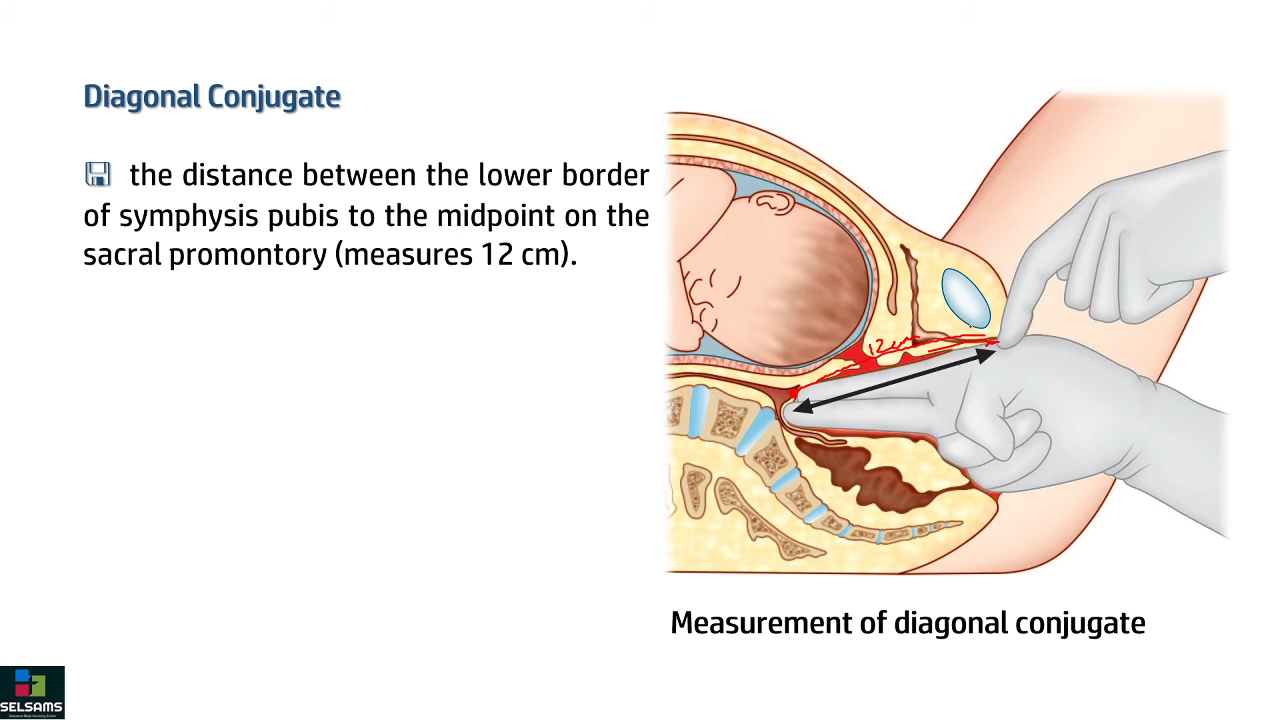 Diagonal Conjugate
the distance between the lower border
of symphysis pubis to the midpoint on the
sacral promontory (measures 12 cm).
12cm
Measurement of diagonal conjugate
SELSAMS